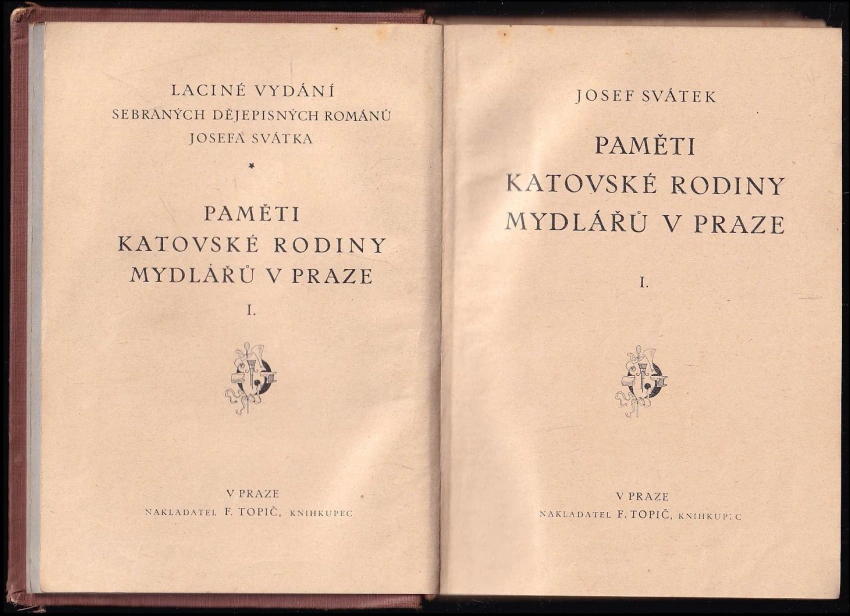 LACINÉ VYDÁNÍ
SEBRANÝCH DĚJEPISNÝCH ROMÁNŮ
JOSEFA SVÁTKA
*
PAMĚTI
KATOVSKÉ RODINY
MYDLÁŘŮ V PRAZE
I.
V PRAZE
NAKLADATEL F. TOPIČ, KNIHKUPEC
JOSEF SVÁTEK
PAMĚTI
KATOVSKÉ RODINY
MYDLÁŘŮ V PRAZE
I.
V PRAZE
NAKLADATEL F. TOPIČ, KNIHKUPEC